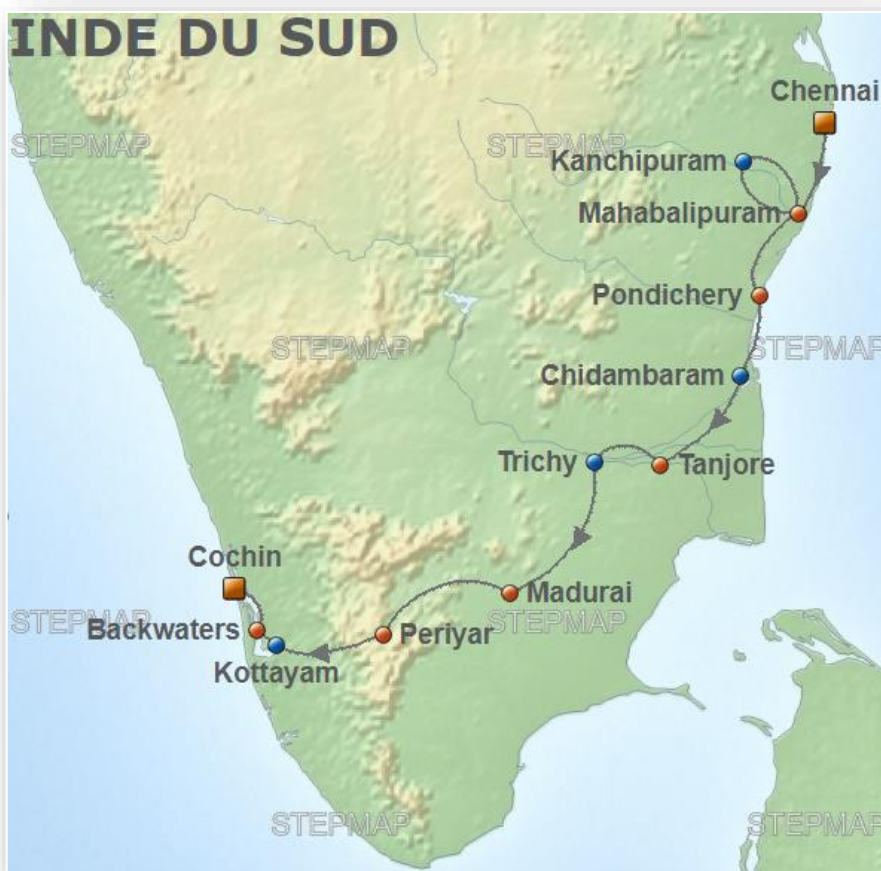 INDE DU SUD
Chennai
STEPMAP
STEPMAP
Kanchipuram
Mahabalipuram
Pondichery
STEPMAP
STEPMAP
Chidambaram
Trichy
Tanjore
Cochin
Madurai
STEPMAP
STEPMAP
Backwaters
Periyar
Kottayam
STEPMAP
STEPMAP